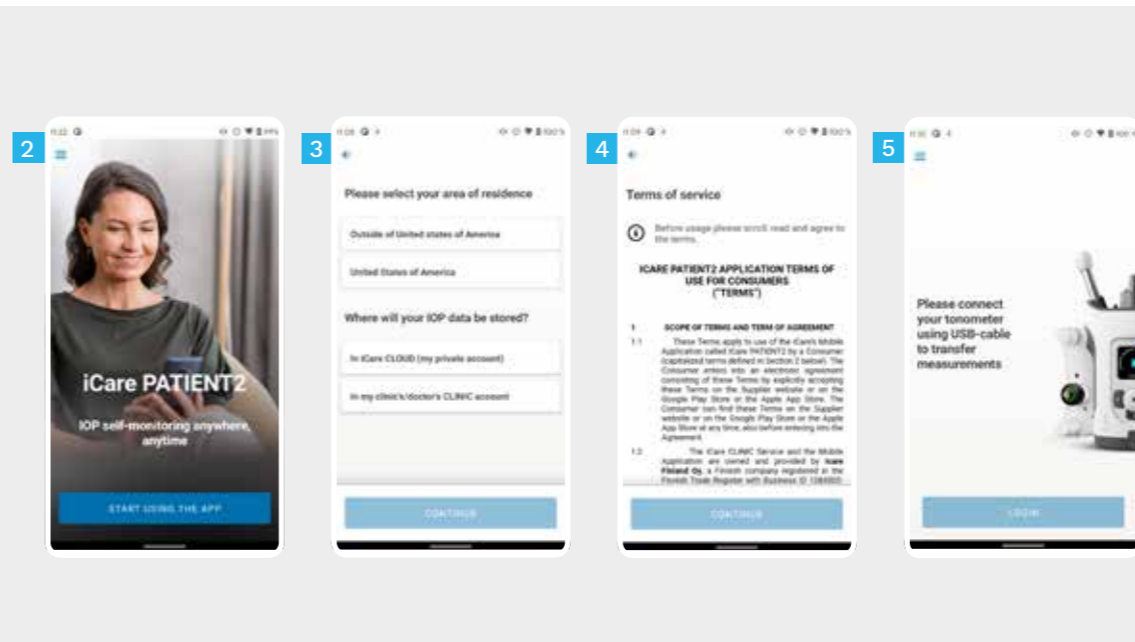 2
11:22
iCare PATIENT2
IOP self-monitoring anywhere,
anytime
START USING THE APP
3
Please select your area of residence
Outside of United states of America
United States of America
Where will your IOP data be stored?
In iCare CLOUD (my private account)
In my clinic's/doctor's CLINIC account
CONTINUE
4
Terms of service
Before usage please scroll, read and agree to
the terms.
ICARE PATIENT2 APPLICATION TERMS OF
USE FOR CONSUMERS
("TERMS")
1 SCOPE OF TERMS AND TERM OF AGREEMENT
1.1 These Terms apply to use of the iCare's Mobile
Application called iCare PATIENT2 by a Consumer
(capitalized terms defined in Section 2 below). The
Consumer enters into an electronic agreement
consisting of these Terms by explicitly accepting
these Terms on the Supplier website or on the
Google Play Store or the Apple App Store. The
Consumer can find these Terms on the Supplier
website or on the Google Play Store or the Apple
App Store at any time, also before entering into the
Agreement.
1.2 The iCare CLINIC Service and the Mobile
Application are owned and provided by Icare
Finland Oy, a Finnish company registered in the
Finnish Trade Register with Business ID
CONTINUE
5
Please connect
your tonometer
using USB-cable
to transfer
measurements
LOGIN